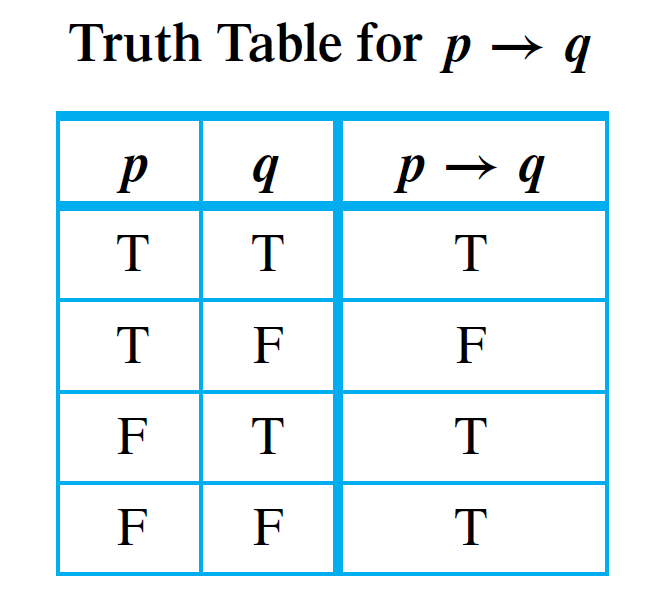 Truth Table for p → q
p q p → q
T T T
T F F
F T T
F F T